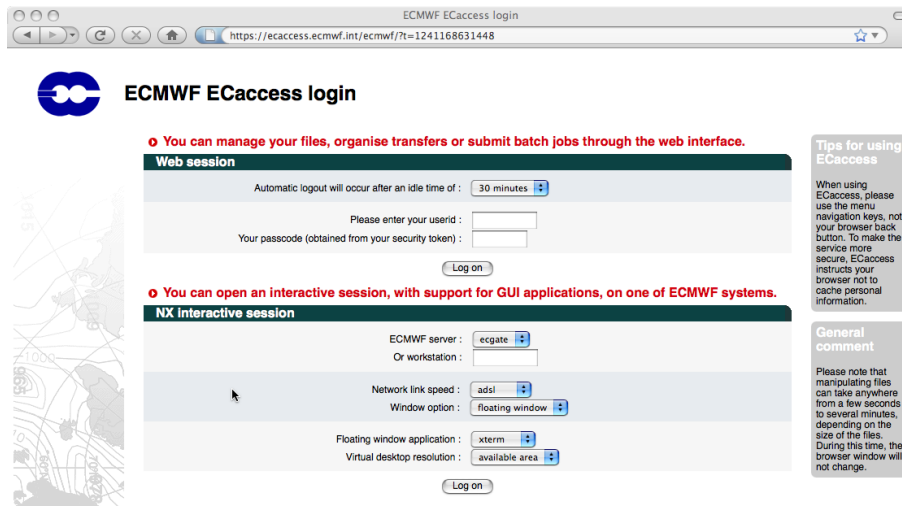 ECMWF ECaccess login
https://ecaccess.ecmwf.int/ecmwf/?t=1241168631448
ECMWF ECaccess login
You can manage your files, organise transfers or submit batch jobs through the web interface.
Web session
Automatic logout will occur after an idle time of : 30 minutes
Please enter your userid :
Your passcode (obtained from your security token) :
Log on
You can open an interactive session, with support for GUI applications, on one of ECMWF systems.
NX interactive session
ECMWF server : ecgate
Or workstation :
Network link speed : adsl
Window option : floating window
Floating window application : xterm
Virtual desktop resolution : available area
Log on
Tips for using
ECaccess
When using
ECaccess, please
use the menu
navigation keys, not
your browser back
button. To make the
service more
secure, ECaccess
instructs your
browser not to
cache personal
information.
General
comment
Please note that
manipulating files
can take anywhere
from a few seconds
to several minutes,
depending on the
size of the files.
During this time, the
browser window will
not change.
1015
1000
965